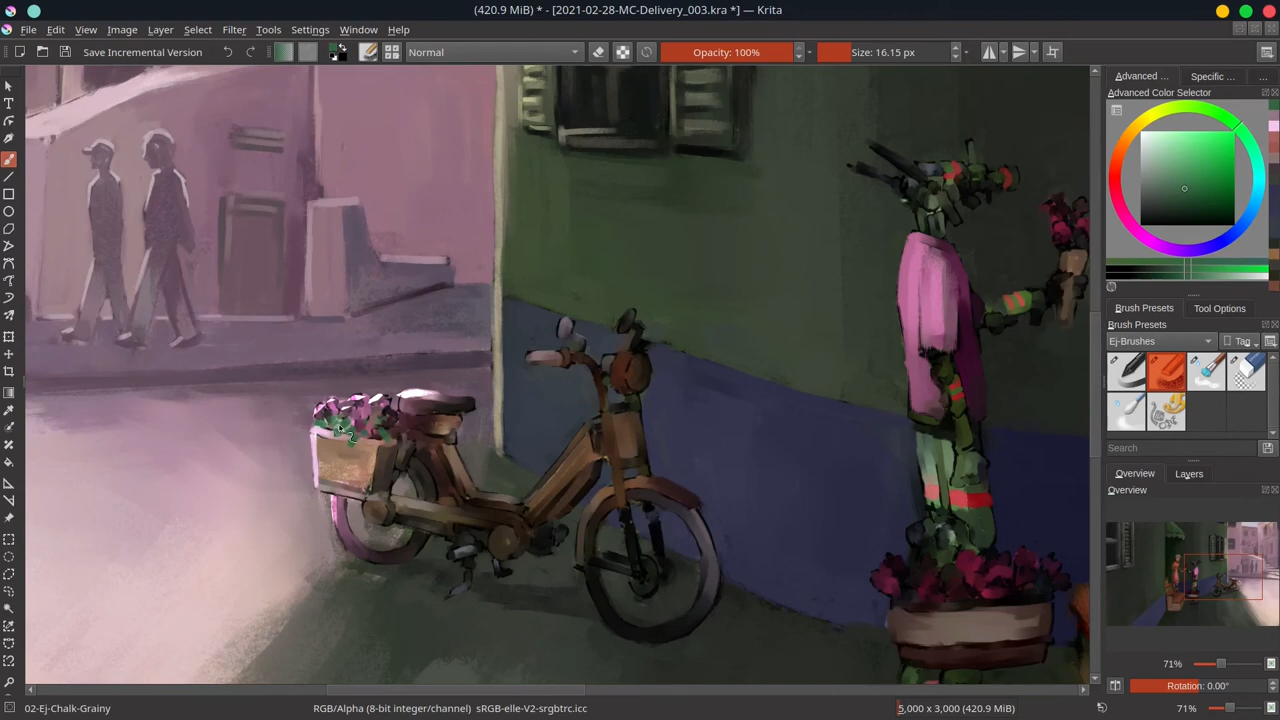 (420.9 MiB) * - [2021-02-28-MC-Delivery_003.kra *] — Krita
File Edit View Image Layer Select Filter Tools Settings Window Help
Save Incremental Version
Normal
Opacity: 100%
Size: 16.15 px
Advanced ...
Specific ...
...
Advanced Color Selector
Brush Presets
Tool Options
Brush Presets
Ej-Brushes
Tag
Search
Overview
Layers
Overview
71%
Rotation: 0.00°
02-Ej-Chalk-Grainy
RGB/Alpha (8-bit integer/channel) sRGB-elle-V2-srgbtrc.icc
5,000 x 3,000 (420.9 MiB)
71%